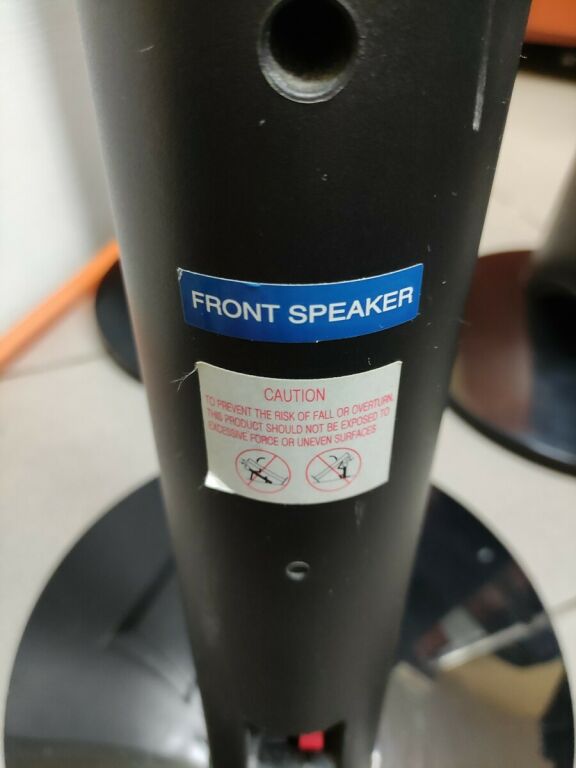 FRONT SPEAKER
CAUTION
TO PREVENT THE RISK OF FALL OR OVERTURN,
THIS PRODUCT SHOULD NOT BE EXPOSED TO
EXCESSIVE FORCE OR UNEVEN SURFACES